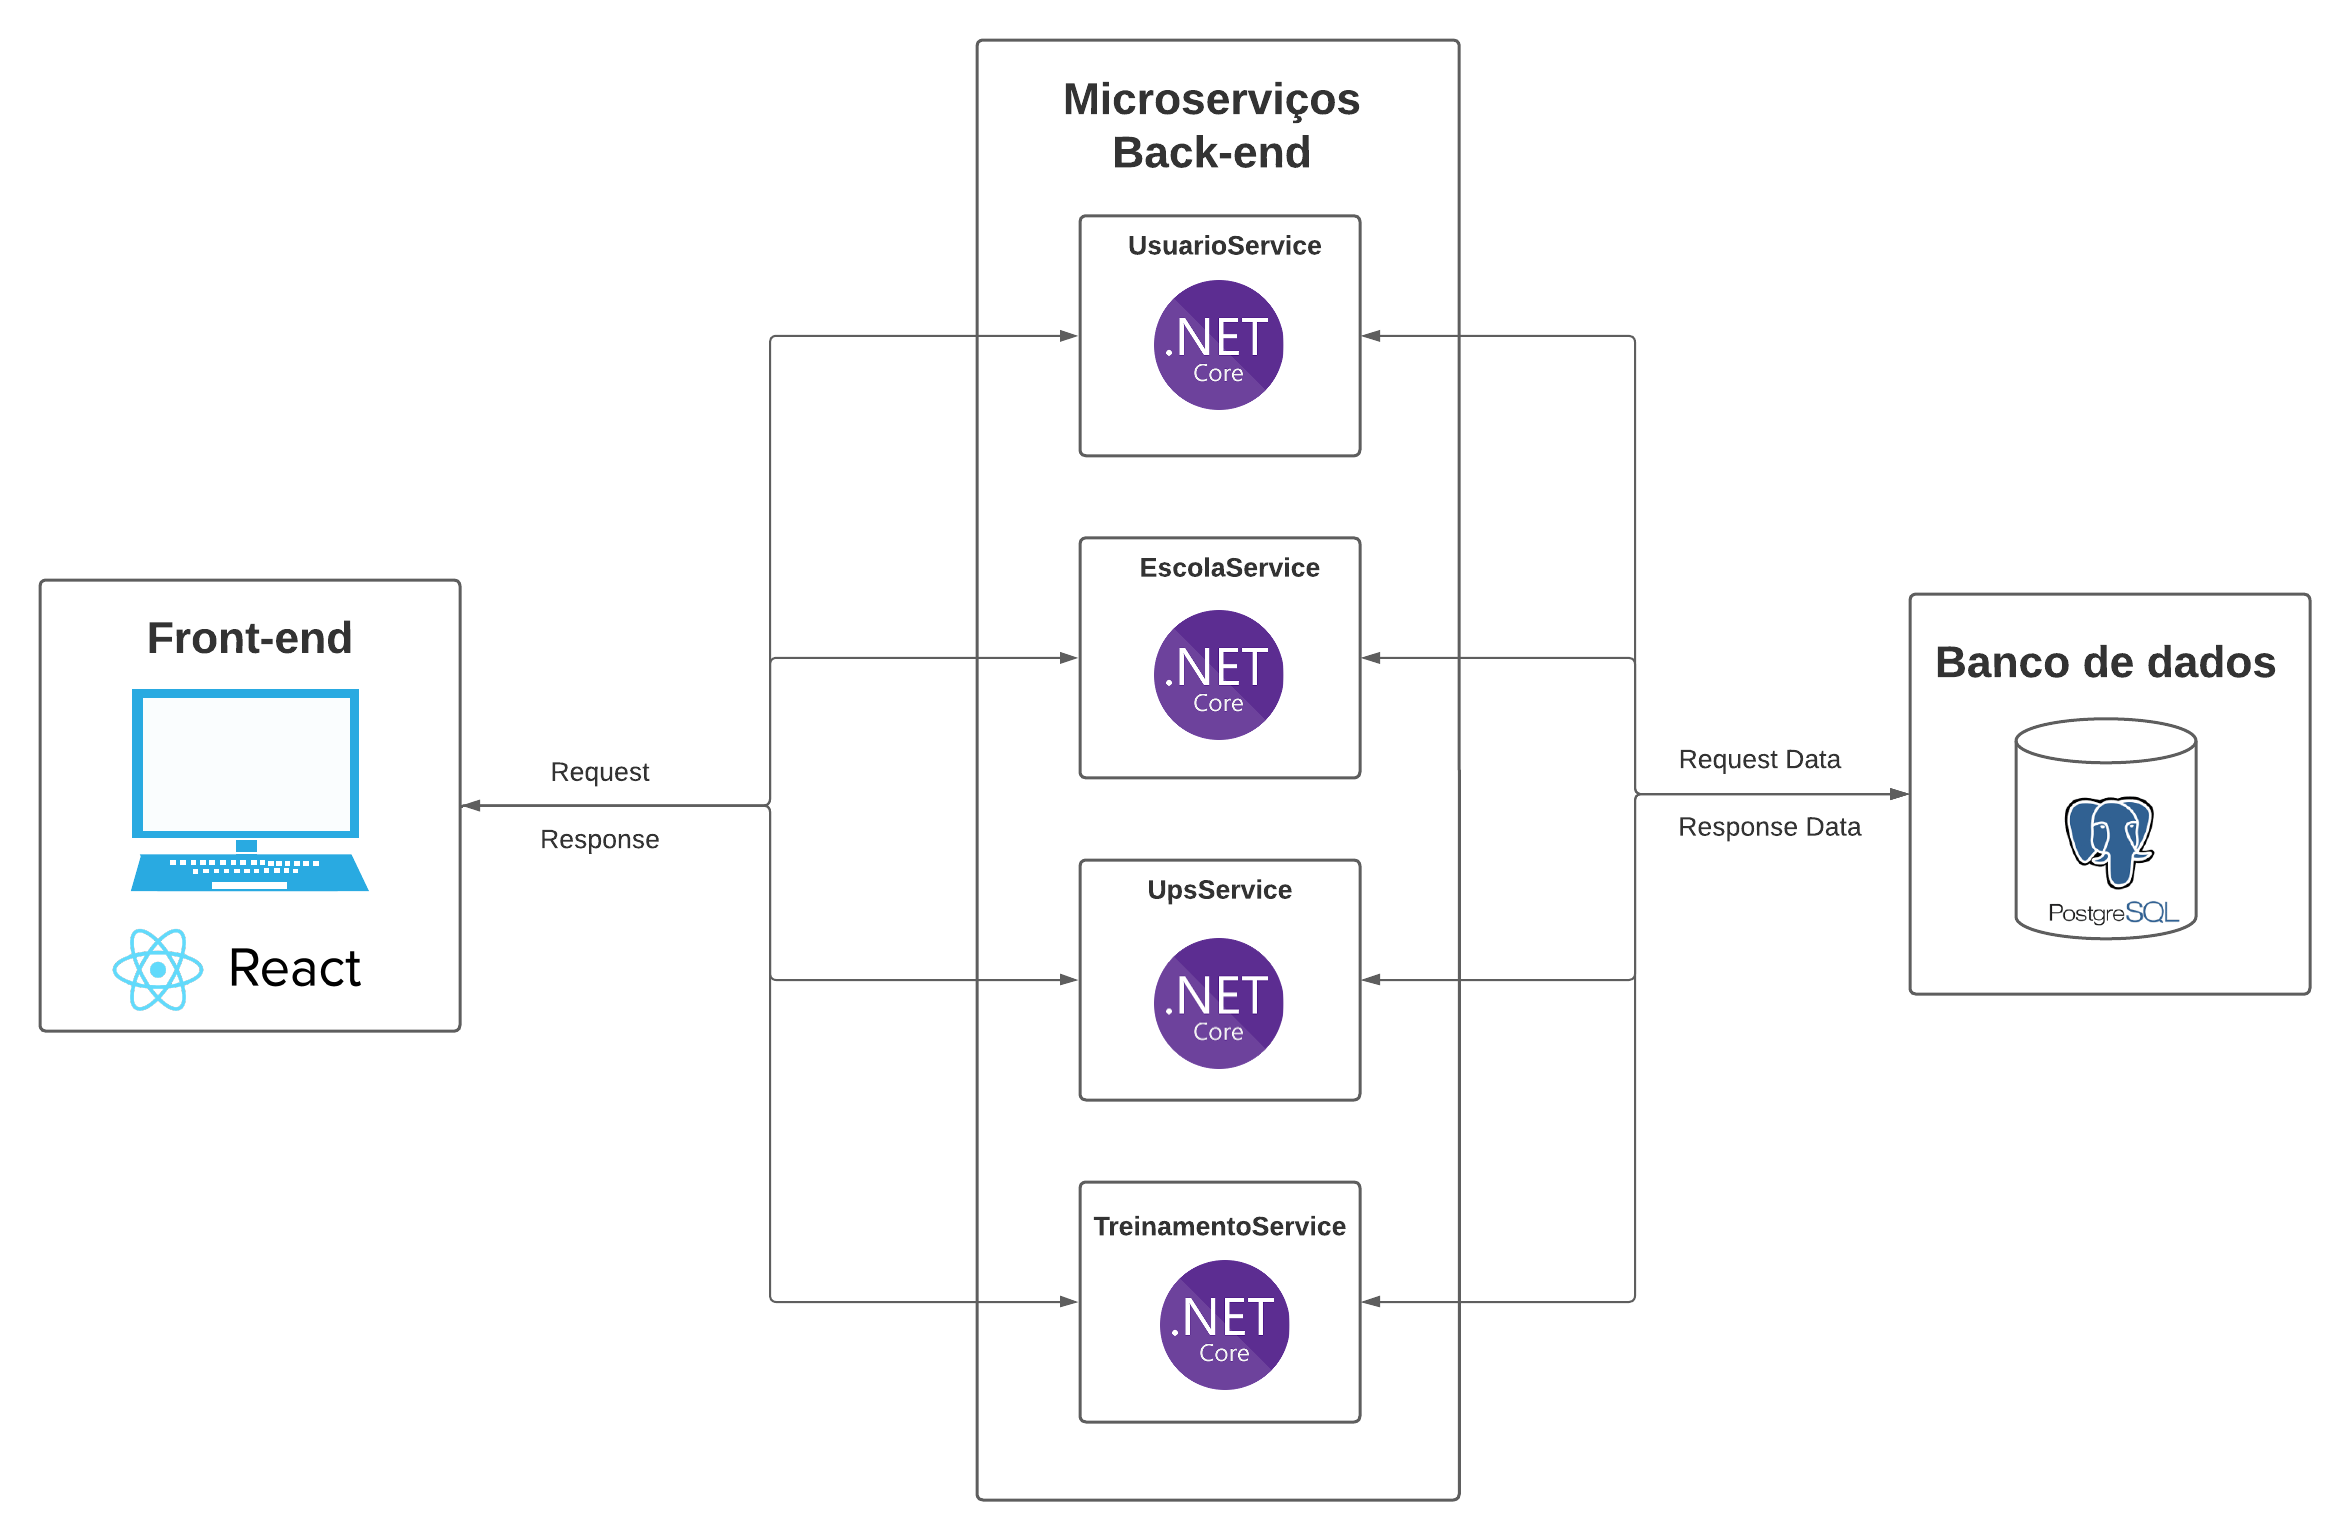 Microserviços
Back-end
UsuarioService
.NET
Core
EscolaService
.NET
Core
UpsService
.NET
Core
TreinamentoService
.NET
Core
Front-end
React
Request
Response
Request Data
Response Data
Banco de dados
PostgreSQL